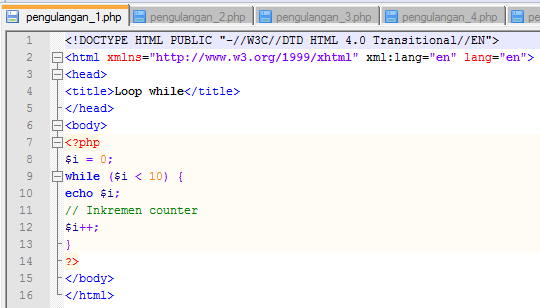 pengulangan_1.php pengulangan_2.php pengulangan_3.php pengulangan_4.php pe
1 <!DOCTYPE HTML PUBLIC "-//W3C//DTD HTML 4.0 Transitional//EN">
2 <html xmlns="http://www.w3.org/1999/xhtml" xml:lang="en" lang="en">
3 <head>
4 <title>Loop while</title>
5 </head>
6 <body>
7 <?php
8 $i = 0;
9 while ($i < 10) {
10 echo $i;
11 // Inkremen counter
12 $i++;
13 }
14 ?>
15 </body>
16 </html>